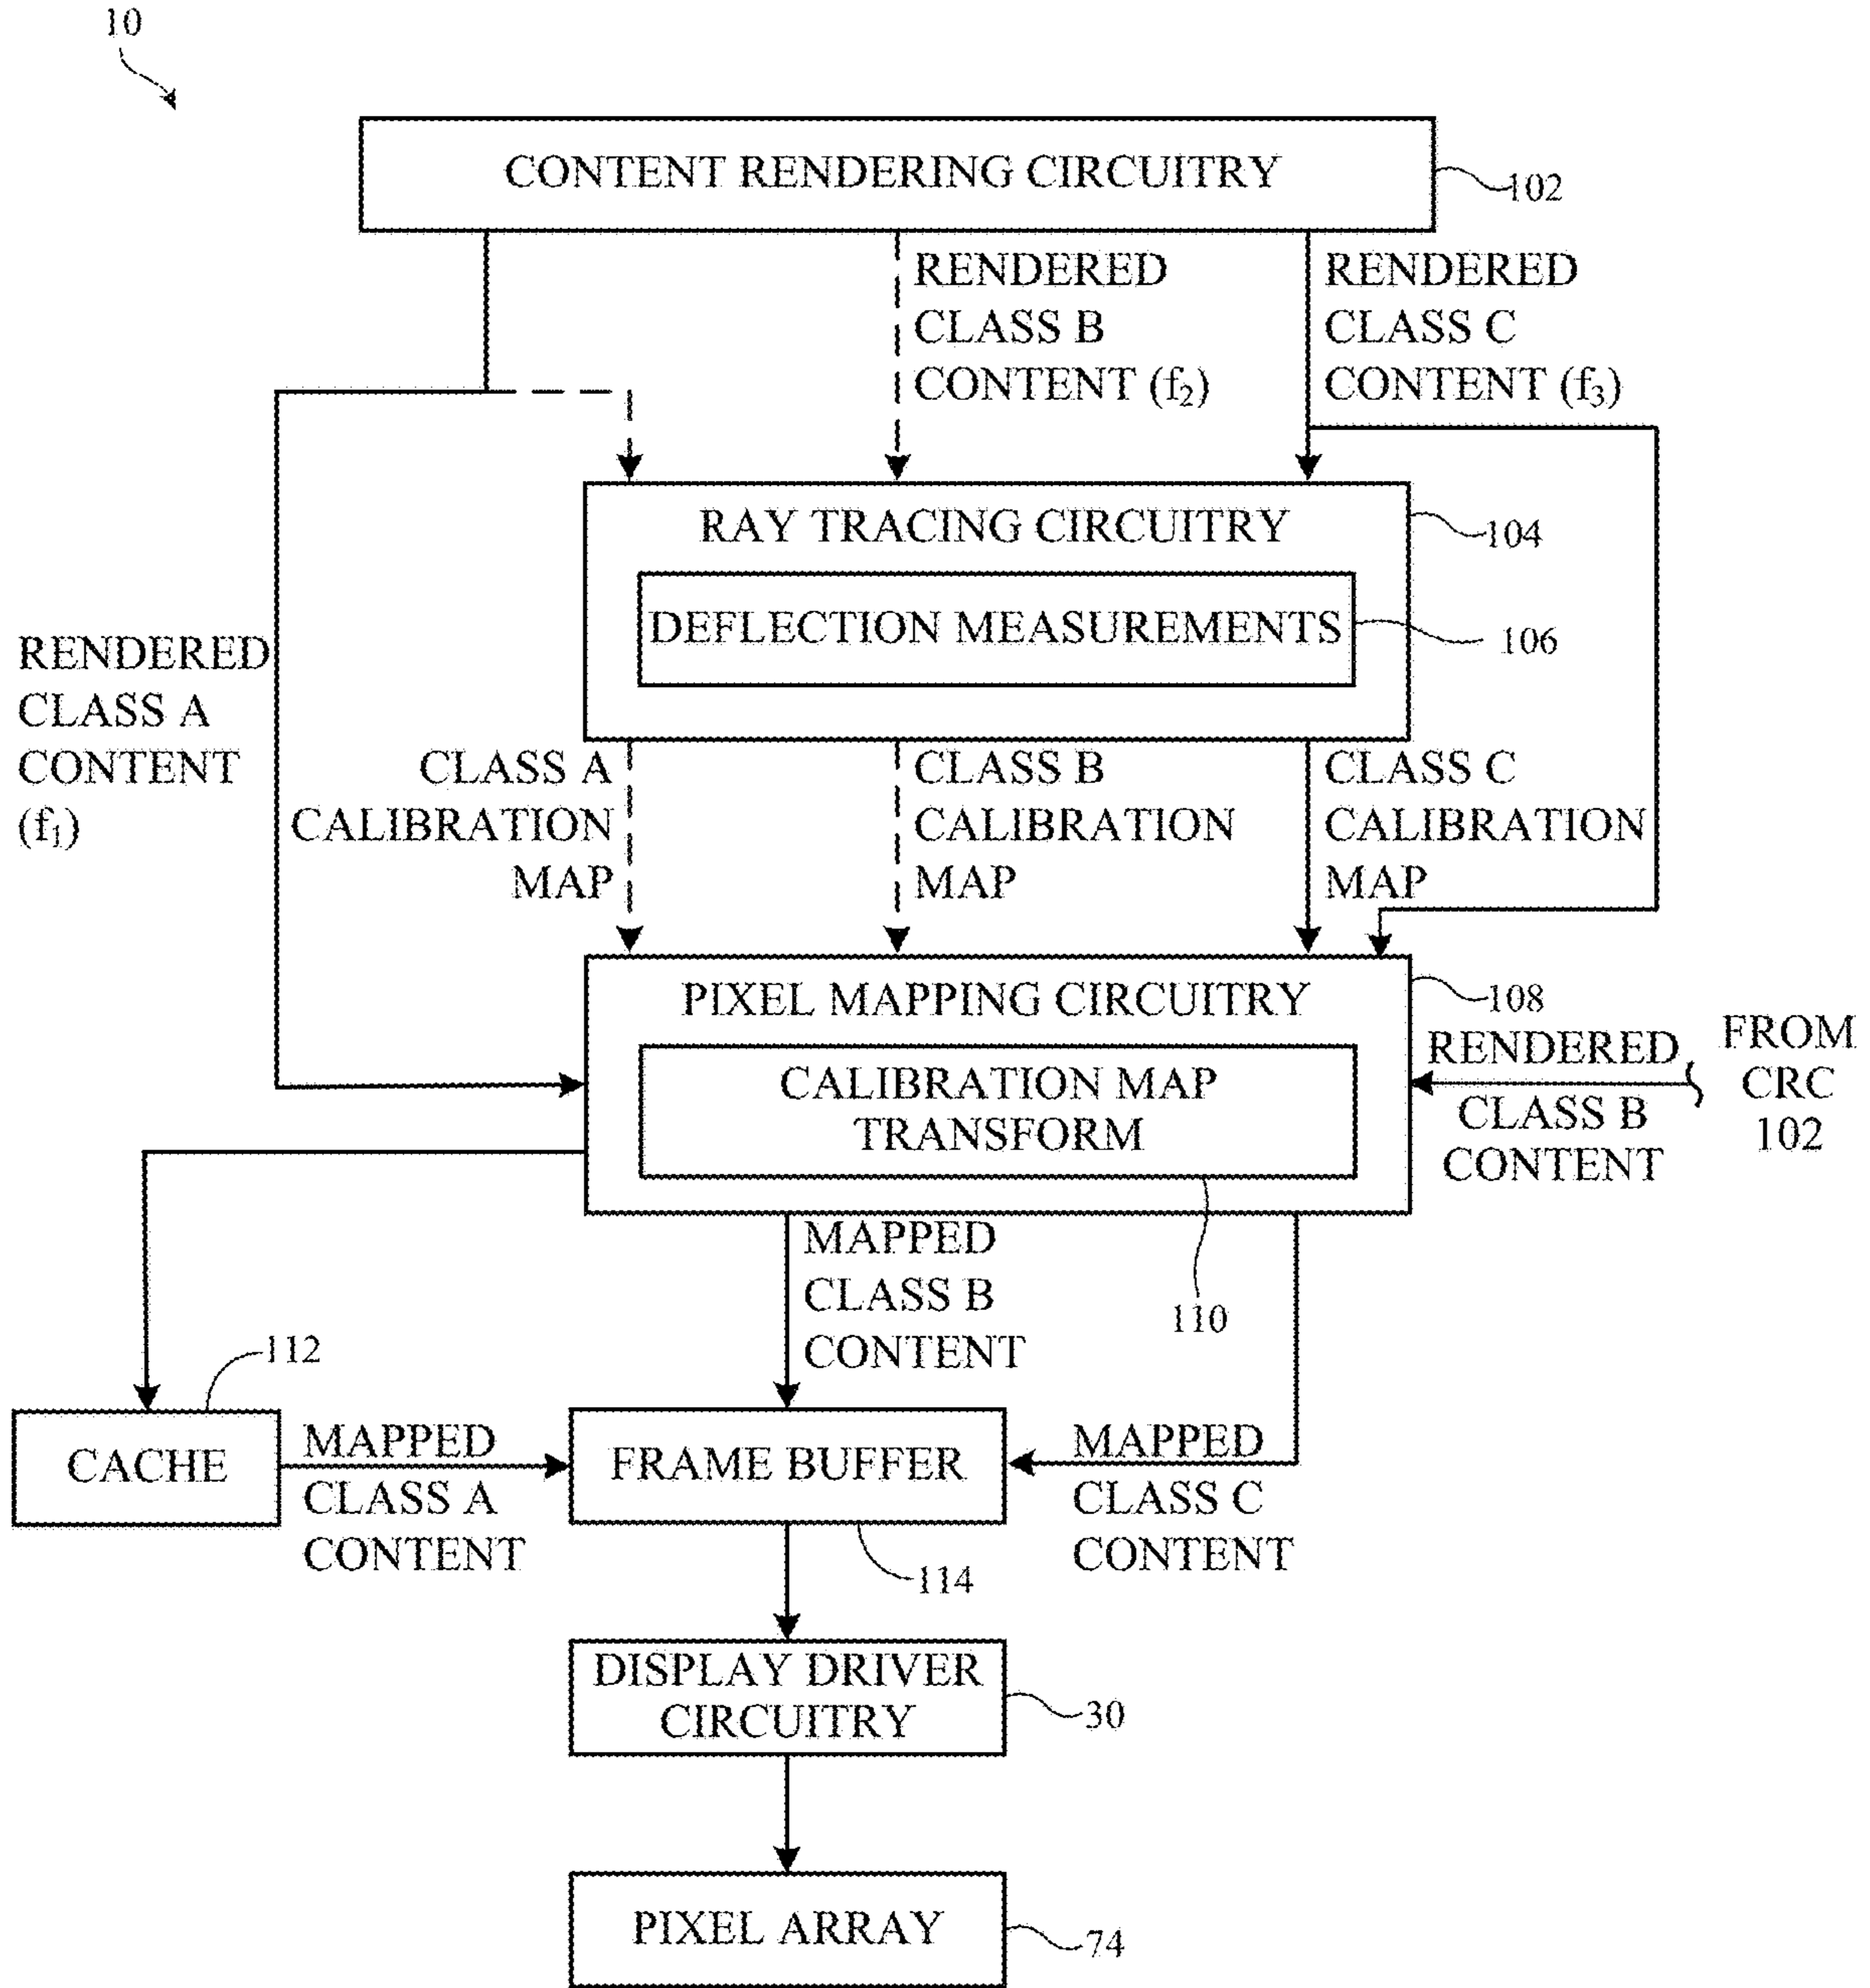 10
CONTENT RENDERING CIRCUITRY
102
RENDERED
CLASS B
CONTENT (f₂)
RENDERED
CLASS C
CONTENT (f₃)
RAY TRACING CIRCUITRY
104
DEFLECTION MEASUREMENTS
106
RENDERED
CLASS A
CONTENT
(f₁)
CLASS A
CALIBRATION
MAP
CLASS B
CALIBRATION
MAP
CLASS C
CALIBRATION
MAP
PIXEL MAPPING CIRCUITRY
108
CALIBRATION MAP
TRANSFORM
110
RENDERED
CLASS B
CONTENT
FROM
CRC
102
MAPPED
CLASS B
CONTENT
112
CACHE
MAPPED
CLASS A
CONTENT
FRAME BUFFER
114
MAPPED
CLASS C
CONTENT
DISPLAY DRIVER
CIRCUITRY
30
PIXEL ARRAY
74